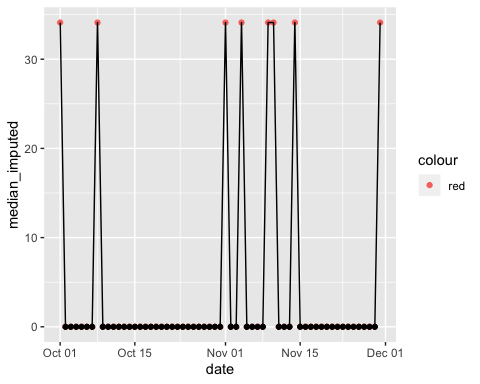 median_imputed
30
20
10
0
Oct 01
Oct 15
Nov 01
Nov 15
Dec 01
date
colour
red